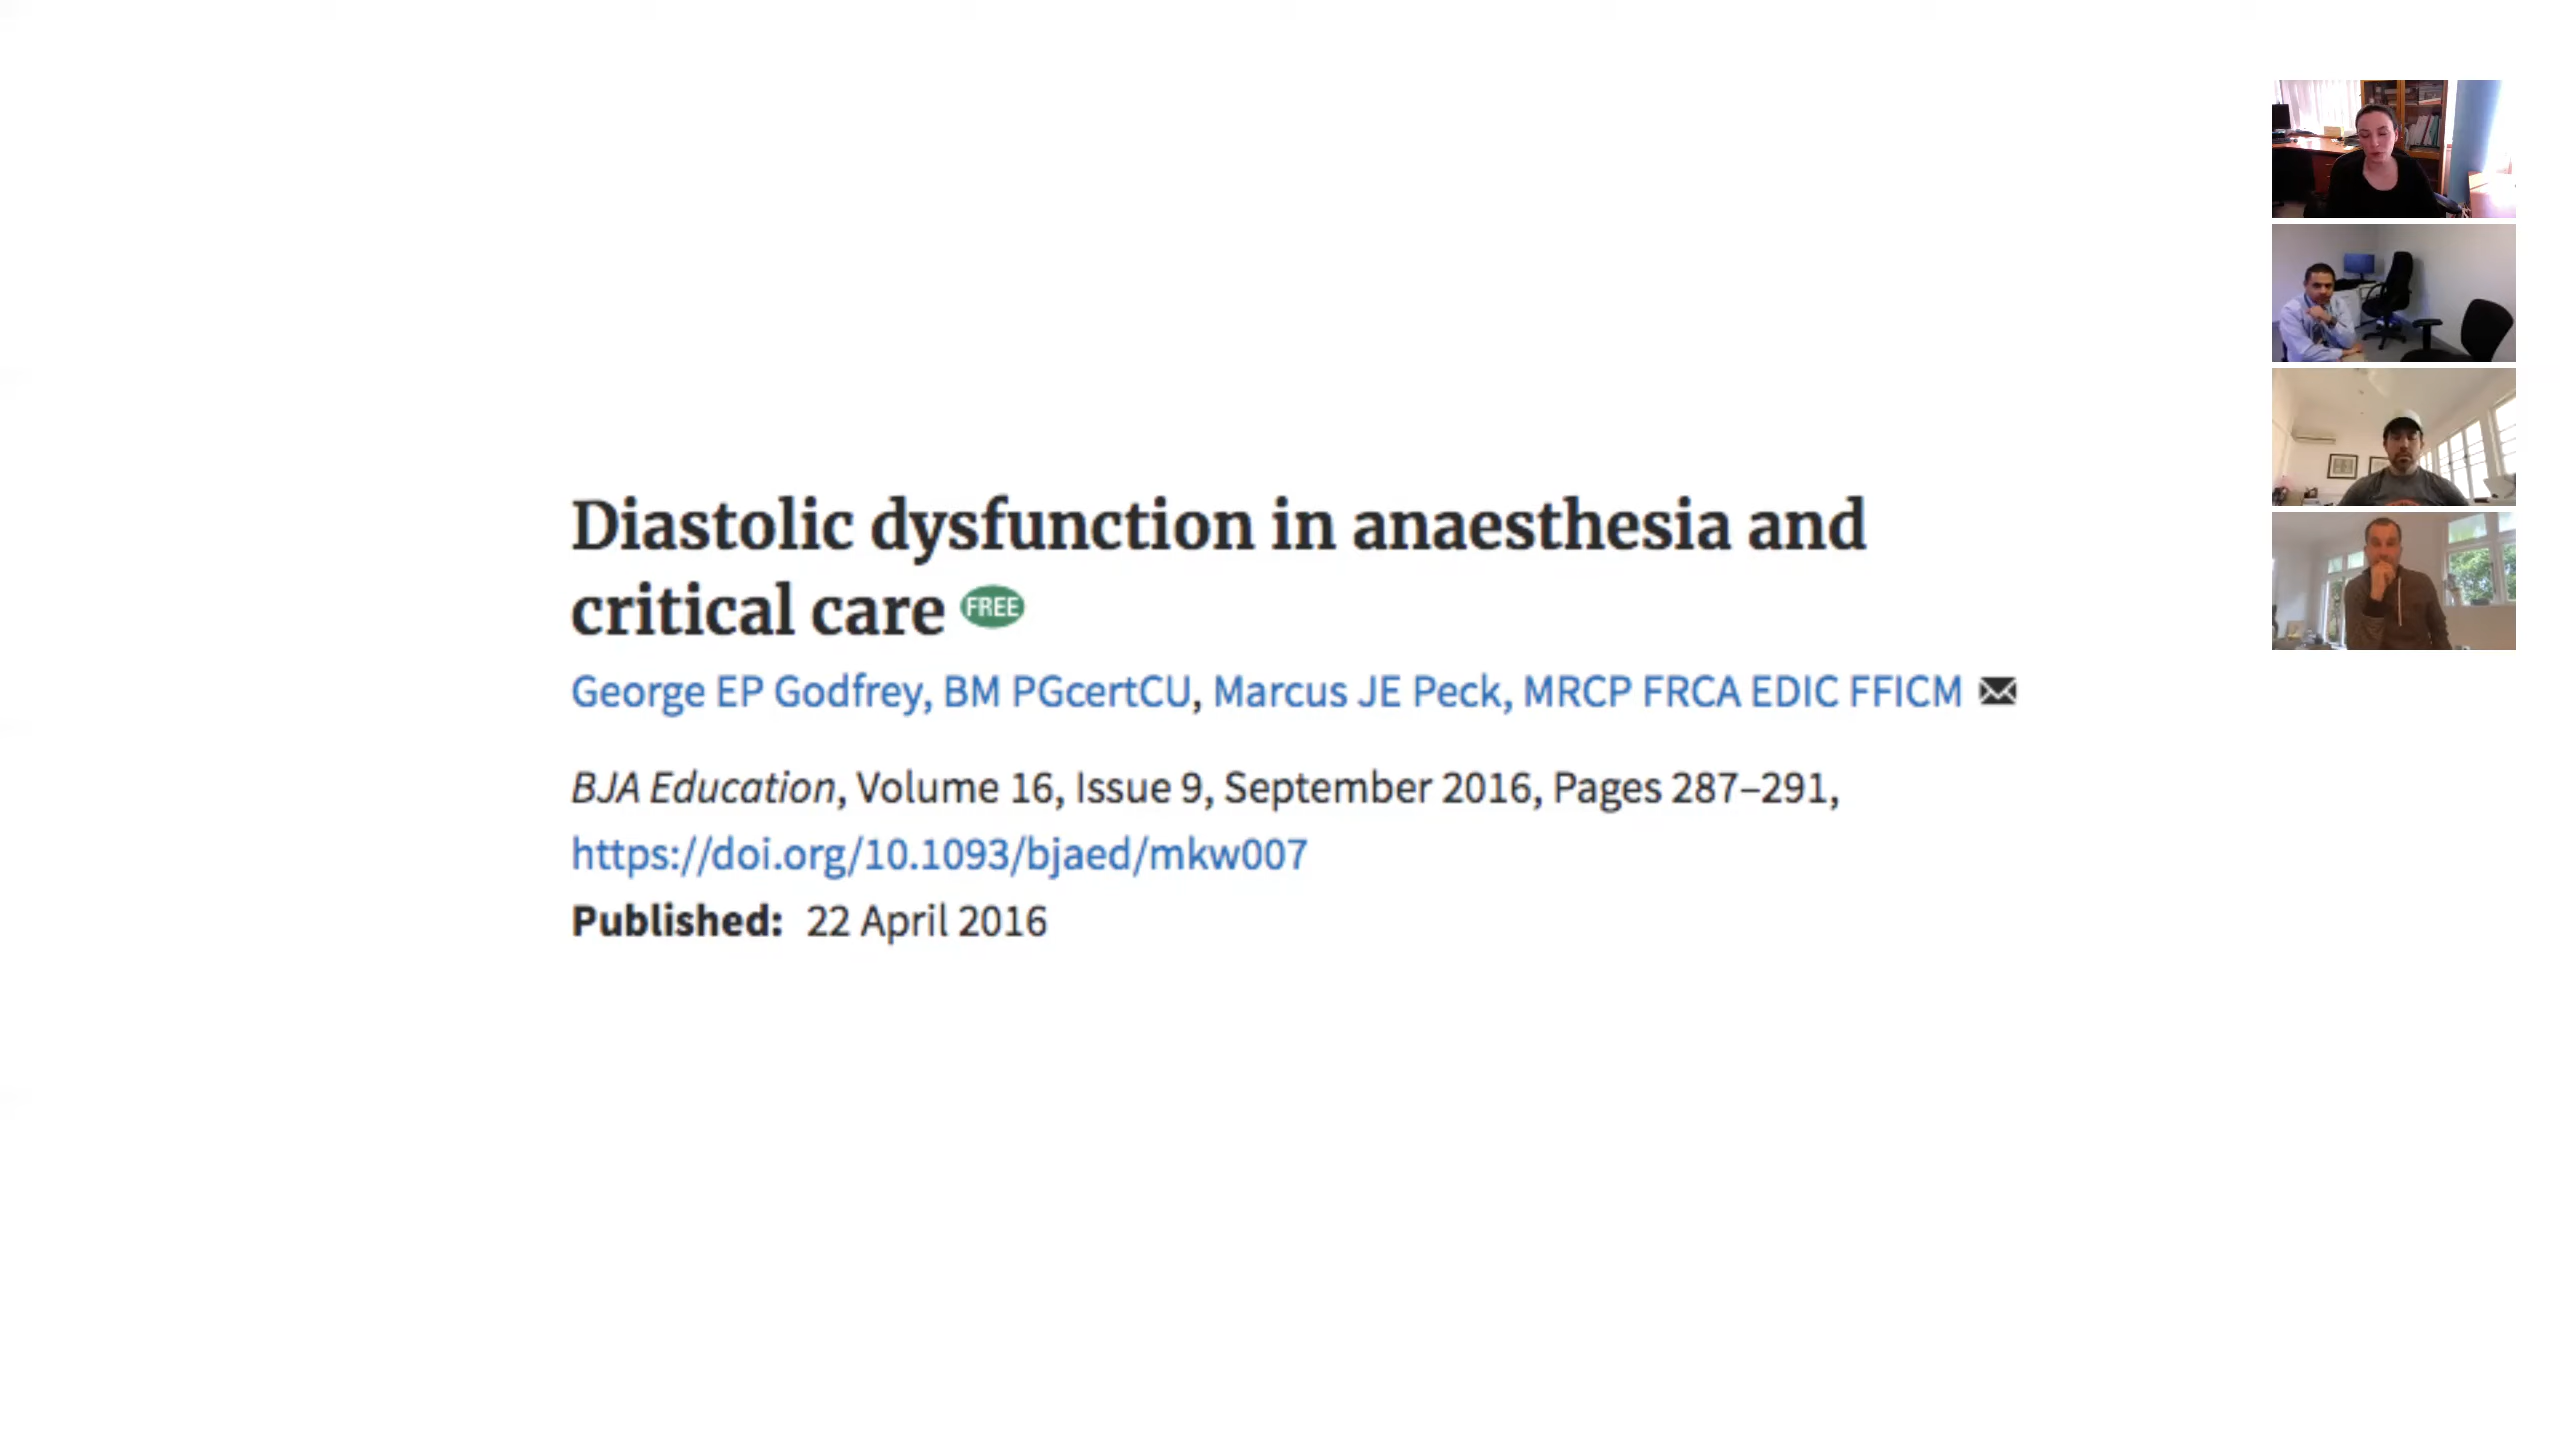 Diastolic dysfunction in anaesthesia and
critical care FREE
George EP Godfrey, BM PGcertCU, Marcus JE Peck, MRCP FRCA EDIC FFICM
BJA Education, Volume 16, Issue 9, September 2016, Pages 287–291,
https://doi.org/10.1093/bjaed/mkw007
Published: 22 April 2016